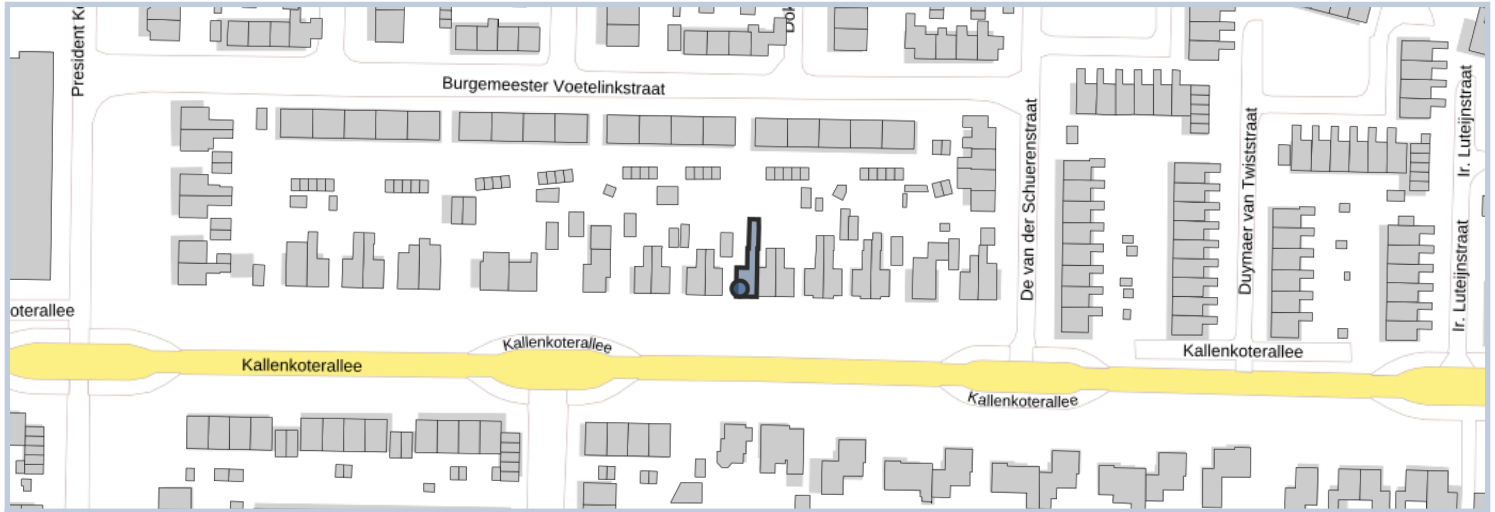 President K
Dok
Burgemeester Voetelinkstraat
De van der Schuerenstraat
Duymaer van Twiststraat
Ir. Luteijnstraat
Ir. Luteijnstraat
oterallee
Kallenkoterallee
Kallenkoterallee
Kallenkoterallee
Kallenkoterallee